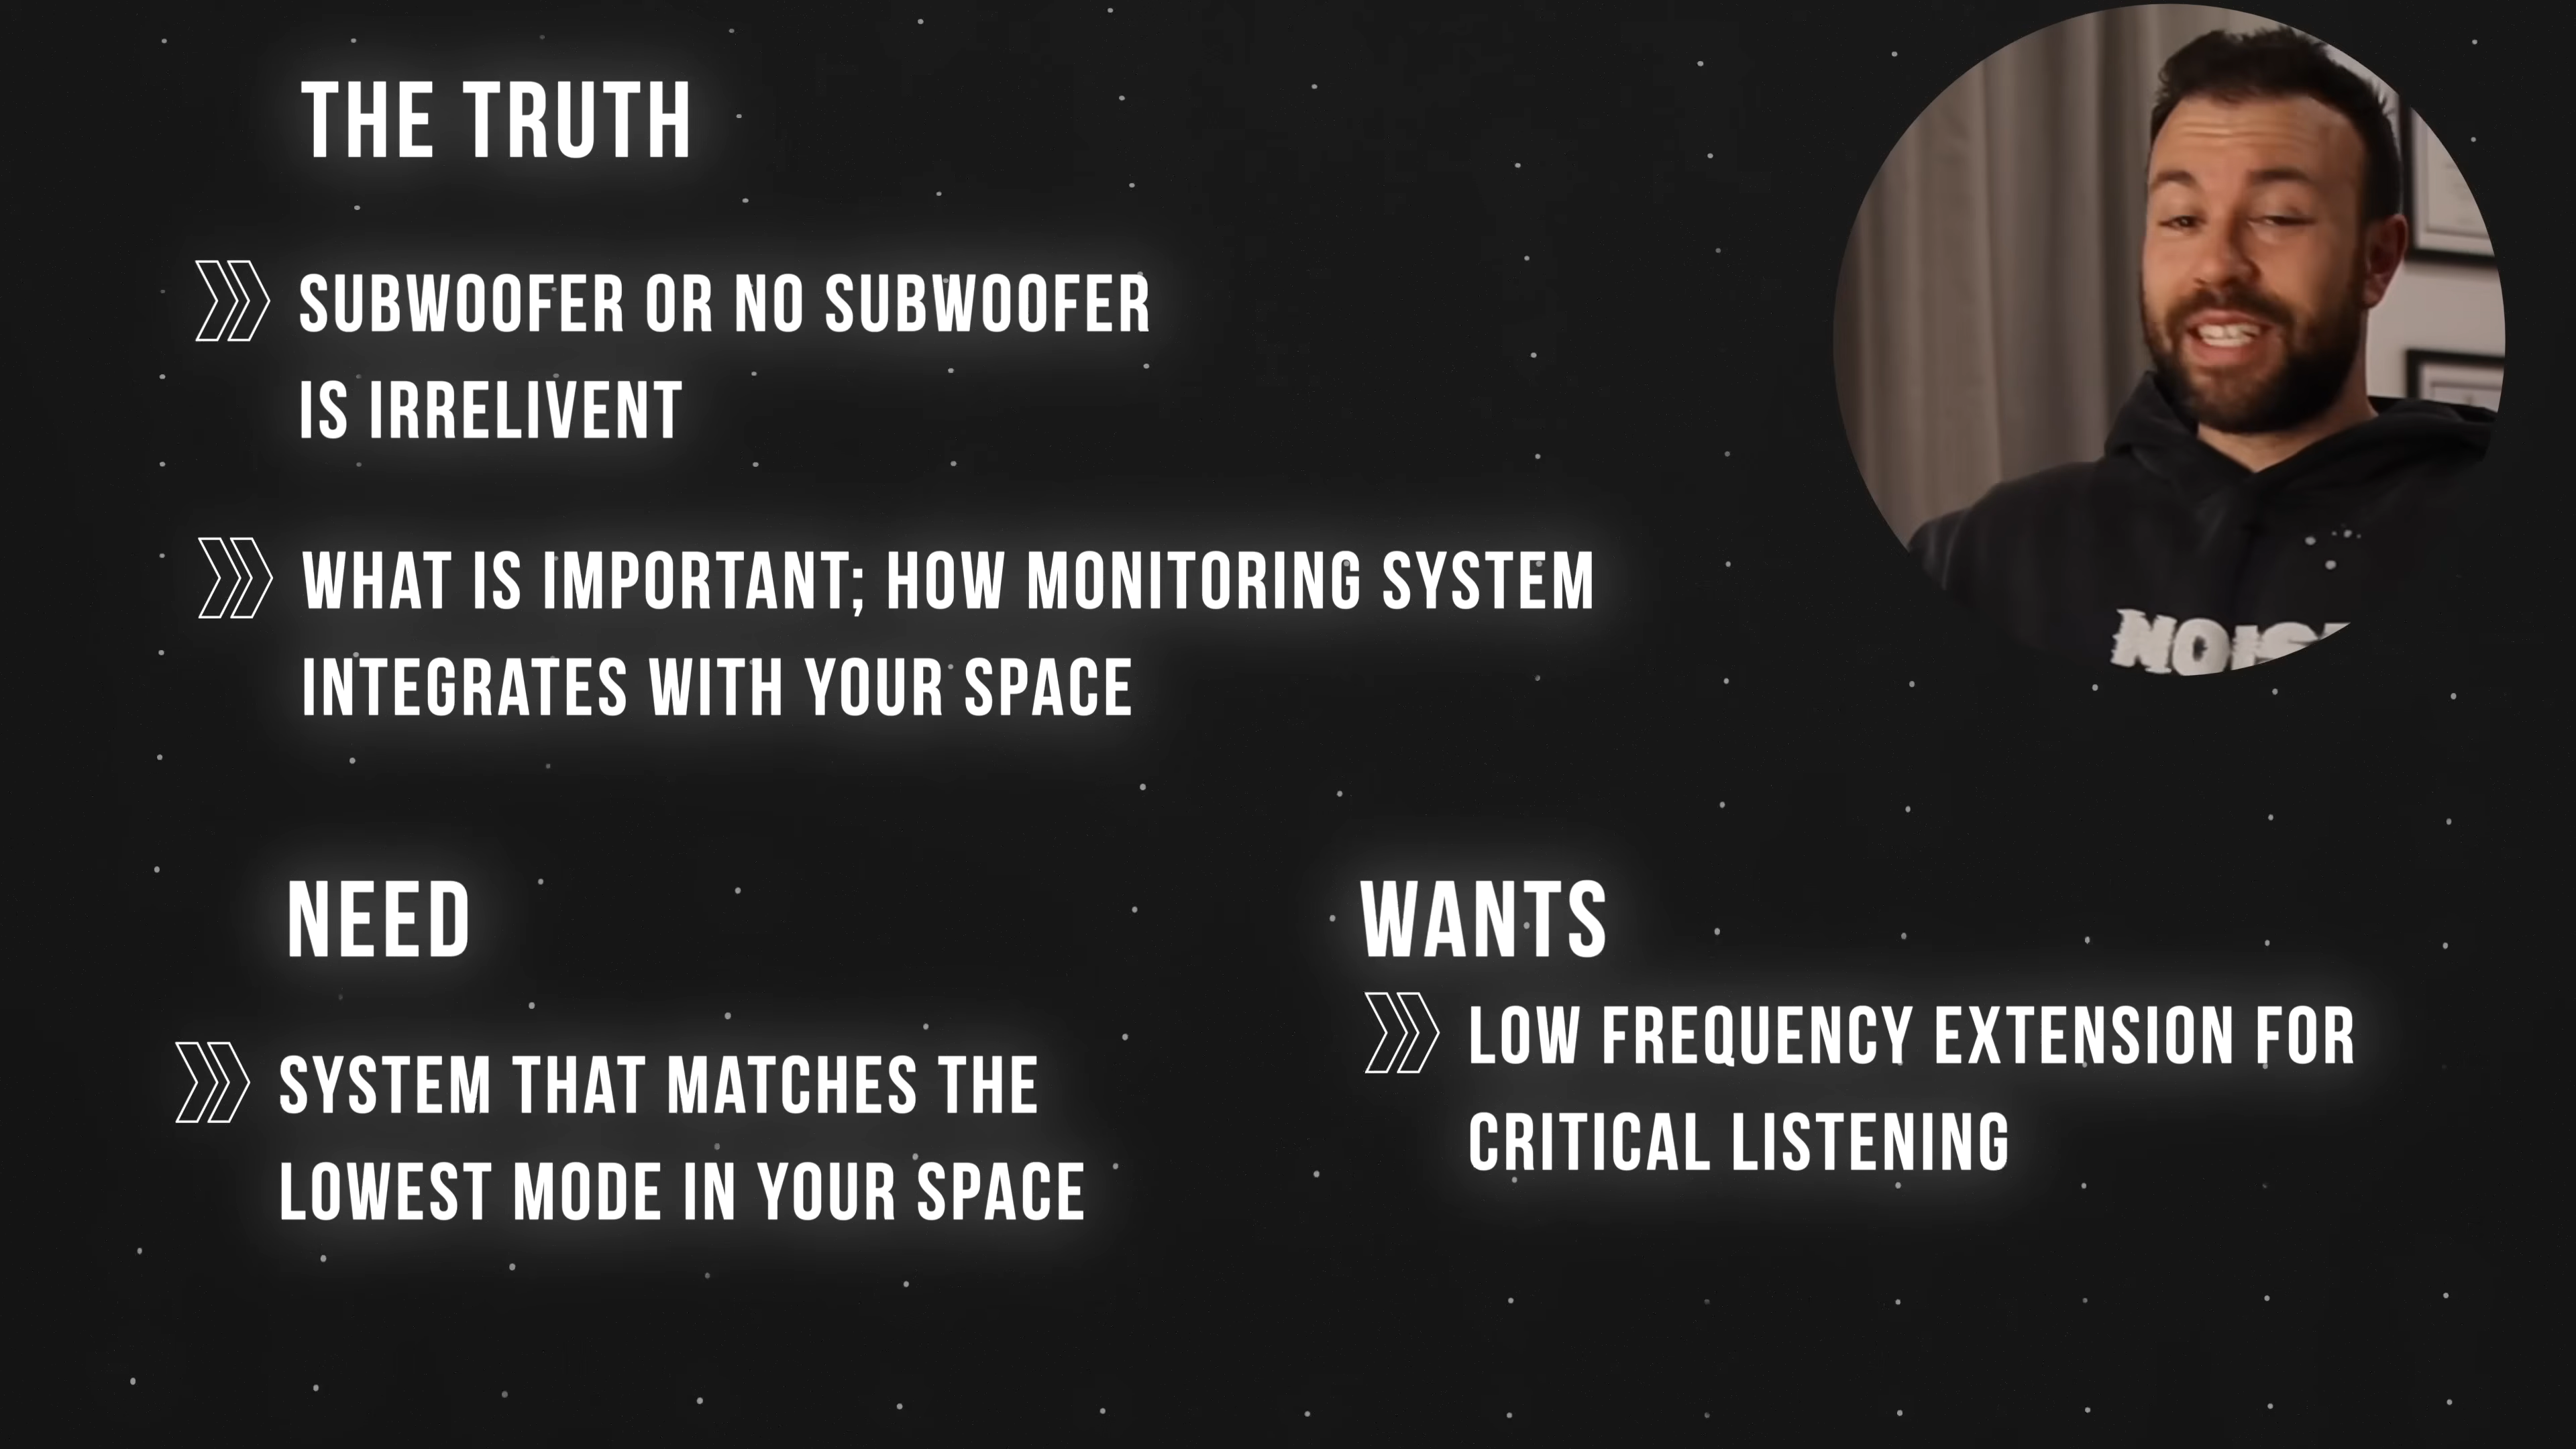 THE TRUTH
SUBWOOFER OR NO SUBWOOFER
IS IRRELIVENT
WHAT IS IMPORTANT; HOW MONITORING SYSTEM
INTEGRATES WITH YOUR SPACE
NEED
SYSTEM THAT MATCHES THE
LOWEST MODE IN YOUR SPACE
WANTS
LOW FREQUENCY EXTENSION FOR
CRITICAL LISTENING